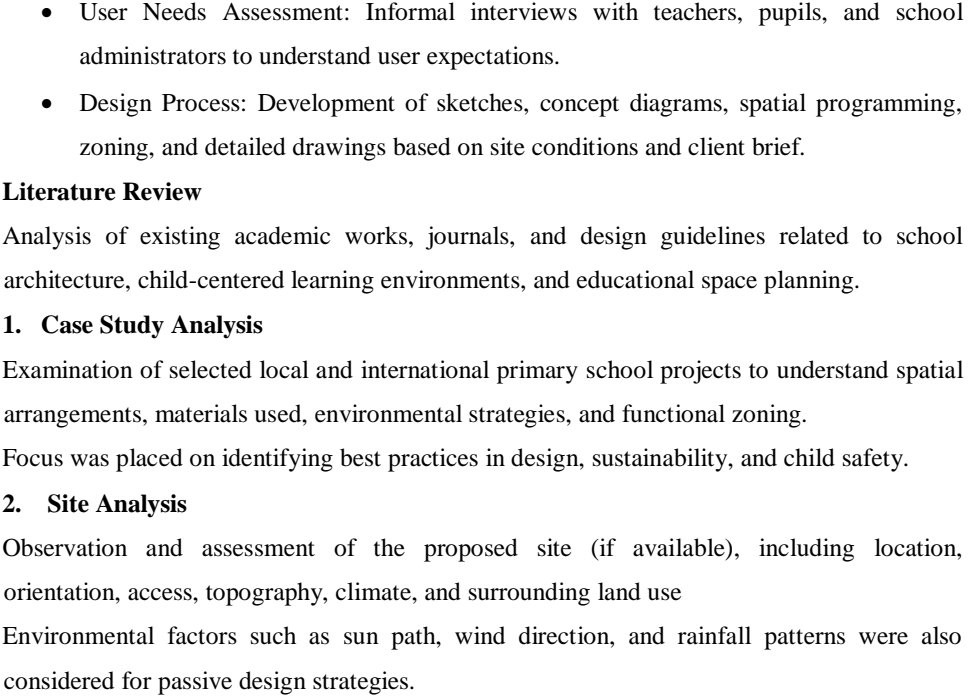 • User Needs Assessment: Informal interviews with teachers, pupils, and school
administrators to understand user expectations.
• Design Process: Development of sketches, concept diagrams, spatial programming,
zoning, and detailed drawings based on site conditions and client brief.
Literature Review
Analysis of existing academic works, journals, and design guidelines related to school
architecture, child-centered learning environments, and educational space planning.
1. Case Study Analysis
Examination of selected local and international primary school projects to understand spatial
arrangements, materials used, environmental strategies, and functional zoning.
Focus was placed on identifying best practices in design, sustainability, and child safety.
2. Site Analysis
Observation and assessment of the proposed site (if available), including location,
orientation, access, topography, climate, and surrounding land use
Environmental factors such as sun path, wind direction, and rainfall patterns were also
considered for passive design strategies.